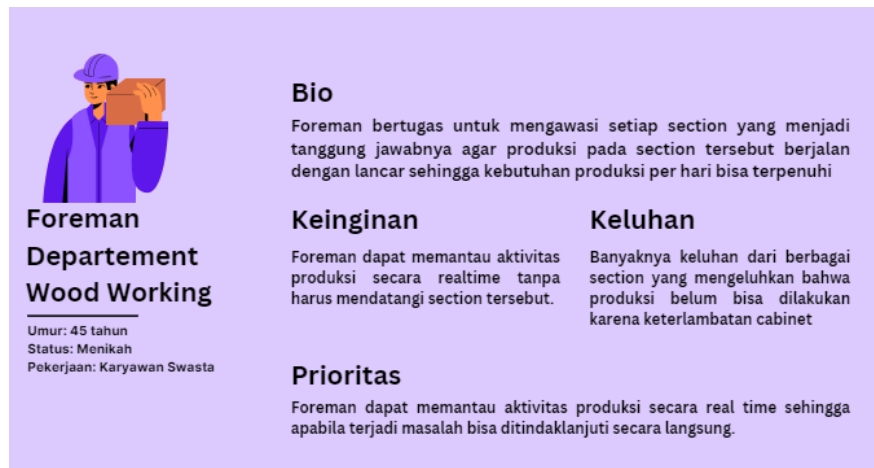 Foreman
Departement
Wood Working
Umur: 45 tahun
Status: Menikah
Pekerjaan: Karyawan Swasta
Bio
Foreman bertugas untuk mengawasi setiap section yang menjadi
tanggung jawabnya agar produksi pada section tersebut berjalan
dengan lancar sehingga kebutuhan produksi per hari bisa terpenuhi
Keinginan
Foreman dapat memantau aktivitas
produksi secara realtime tanpa
harus mendatangi section tersebut.
Keluhan
Banyaknya keluhan dari berbagai
section yang mengeluhkan bahwa
produksi belum bisa dilakukan
karena keterlambatan cabinet
Prioritas
Foreman dapat memantau aktivitas produksi secara real time sehingga
apabila terjadi masalah bisa ditindaklanjuti secara langsung.